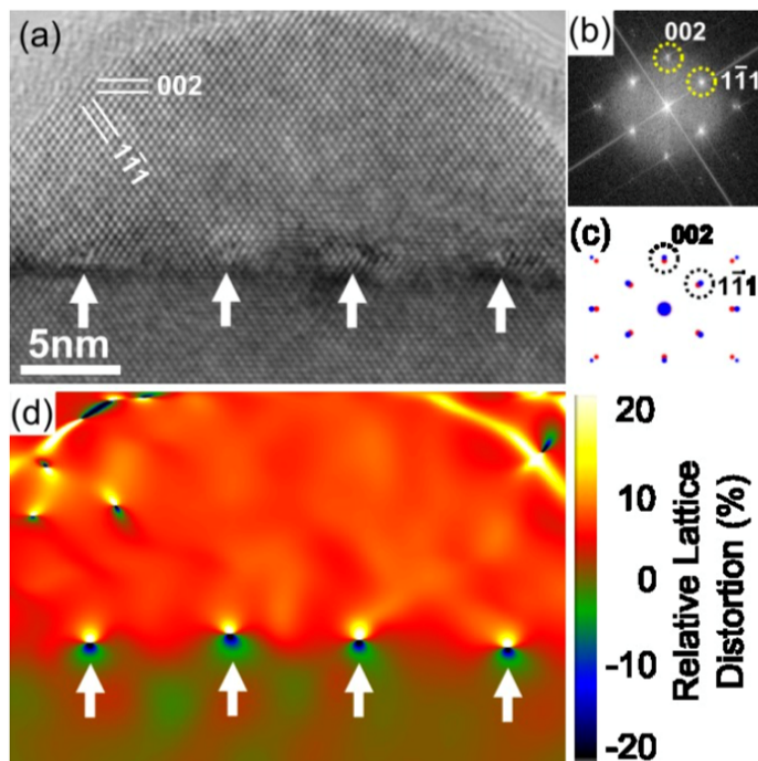 (a)
002
11̅1
5nm
(b)
002
11̅1
(c)
002
11̅1
(d)
20
10
0
-10
-20
Relative Lattice
Distortion (%)